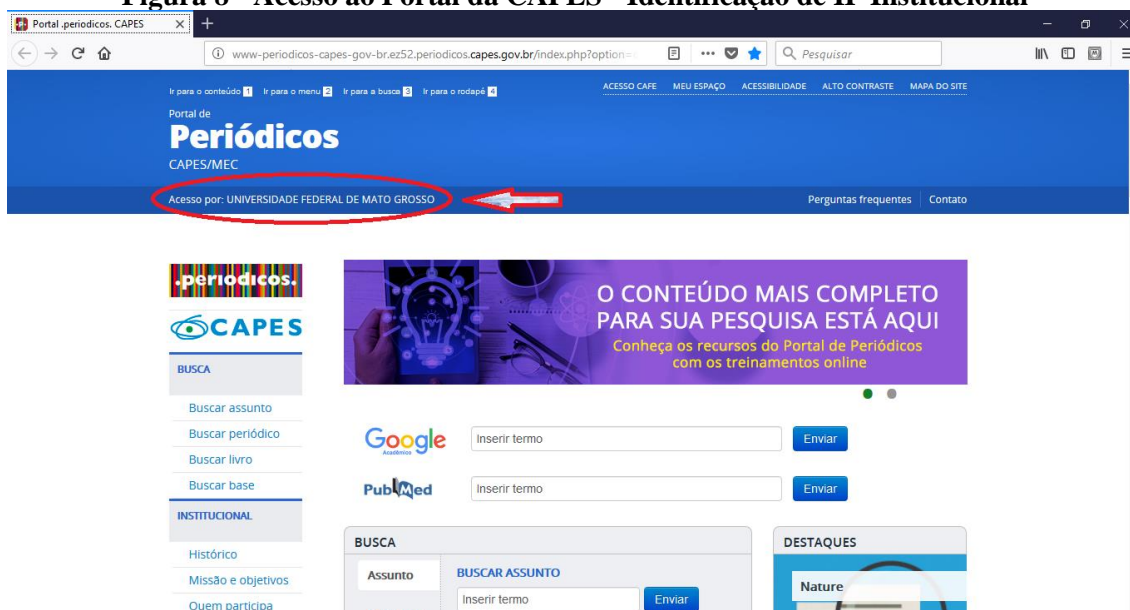 Figura 8 - Acesso ao Portal da CAPES - Identificação de IP Institucional
Portal .periodicos. CAPES
www-periodicos-capes-gov-br.ez52.periodicos.capes.gov.br/index.php?option=
Pesquisar
Ir para o conteúdo 1 Ir para o menu 2 Ir para a busca 3 Ir para o rodapé 4
ACESSO CAFE MEU ESPAÇO ACESSIBILIDADE ALTO CONTRASTE MAPA DO SITE
Portal de
Periódicos
CAPES/MEC
Acesso por: UNIVERSIDADE FEDERAL DE MATO GROSSO
Perguntas frequentes Contato
.periodicos.
CAPES
O CONTEÚDO MAIS COMPLETO
PARA SUA PESQUISA ESTÁ AQUI
Conheça os recursos do Portal de Periódicos
com os treinamentos online
BUSCA
Buscar assunto
Buscar periódico
Buscar livro
Buscar base
INSTITUCIONAL
Histórico
Missão e objetivos
Quem participa
Google
Acadêmico
Inserir termo
Enviar
PubMed
Inserir termo
Enviar
BUSCA
Assunto
BUSCAR ASSUNTO
Inserir termo
Enviar
DESTAQUES
Nature